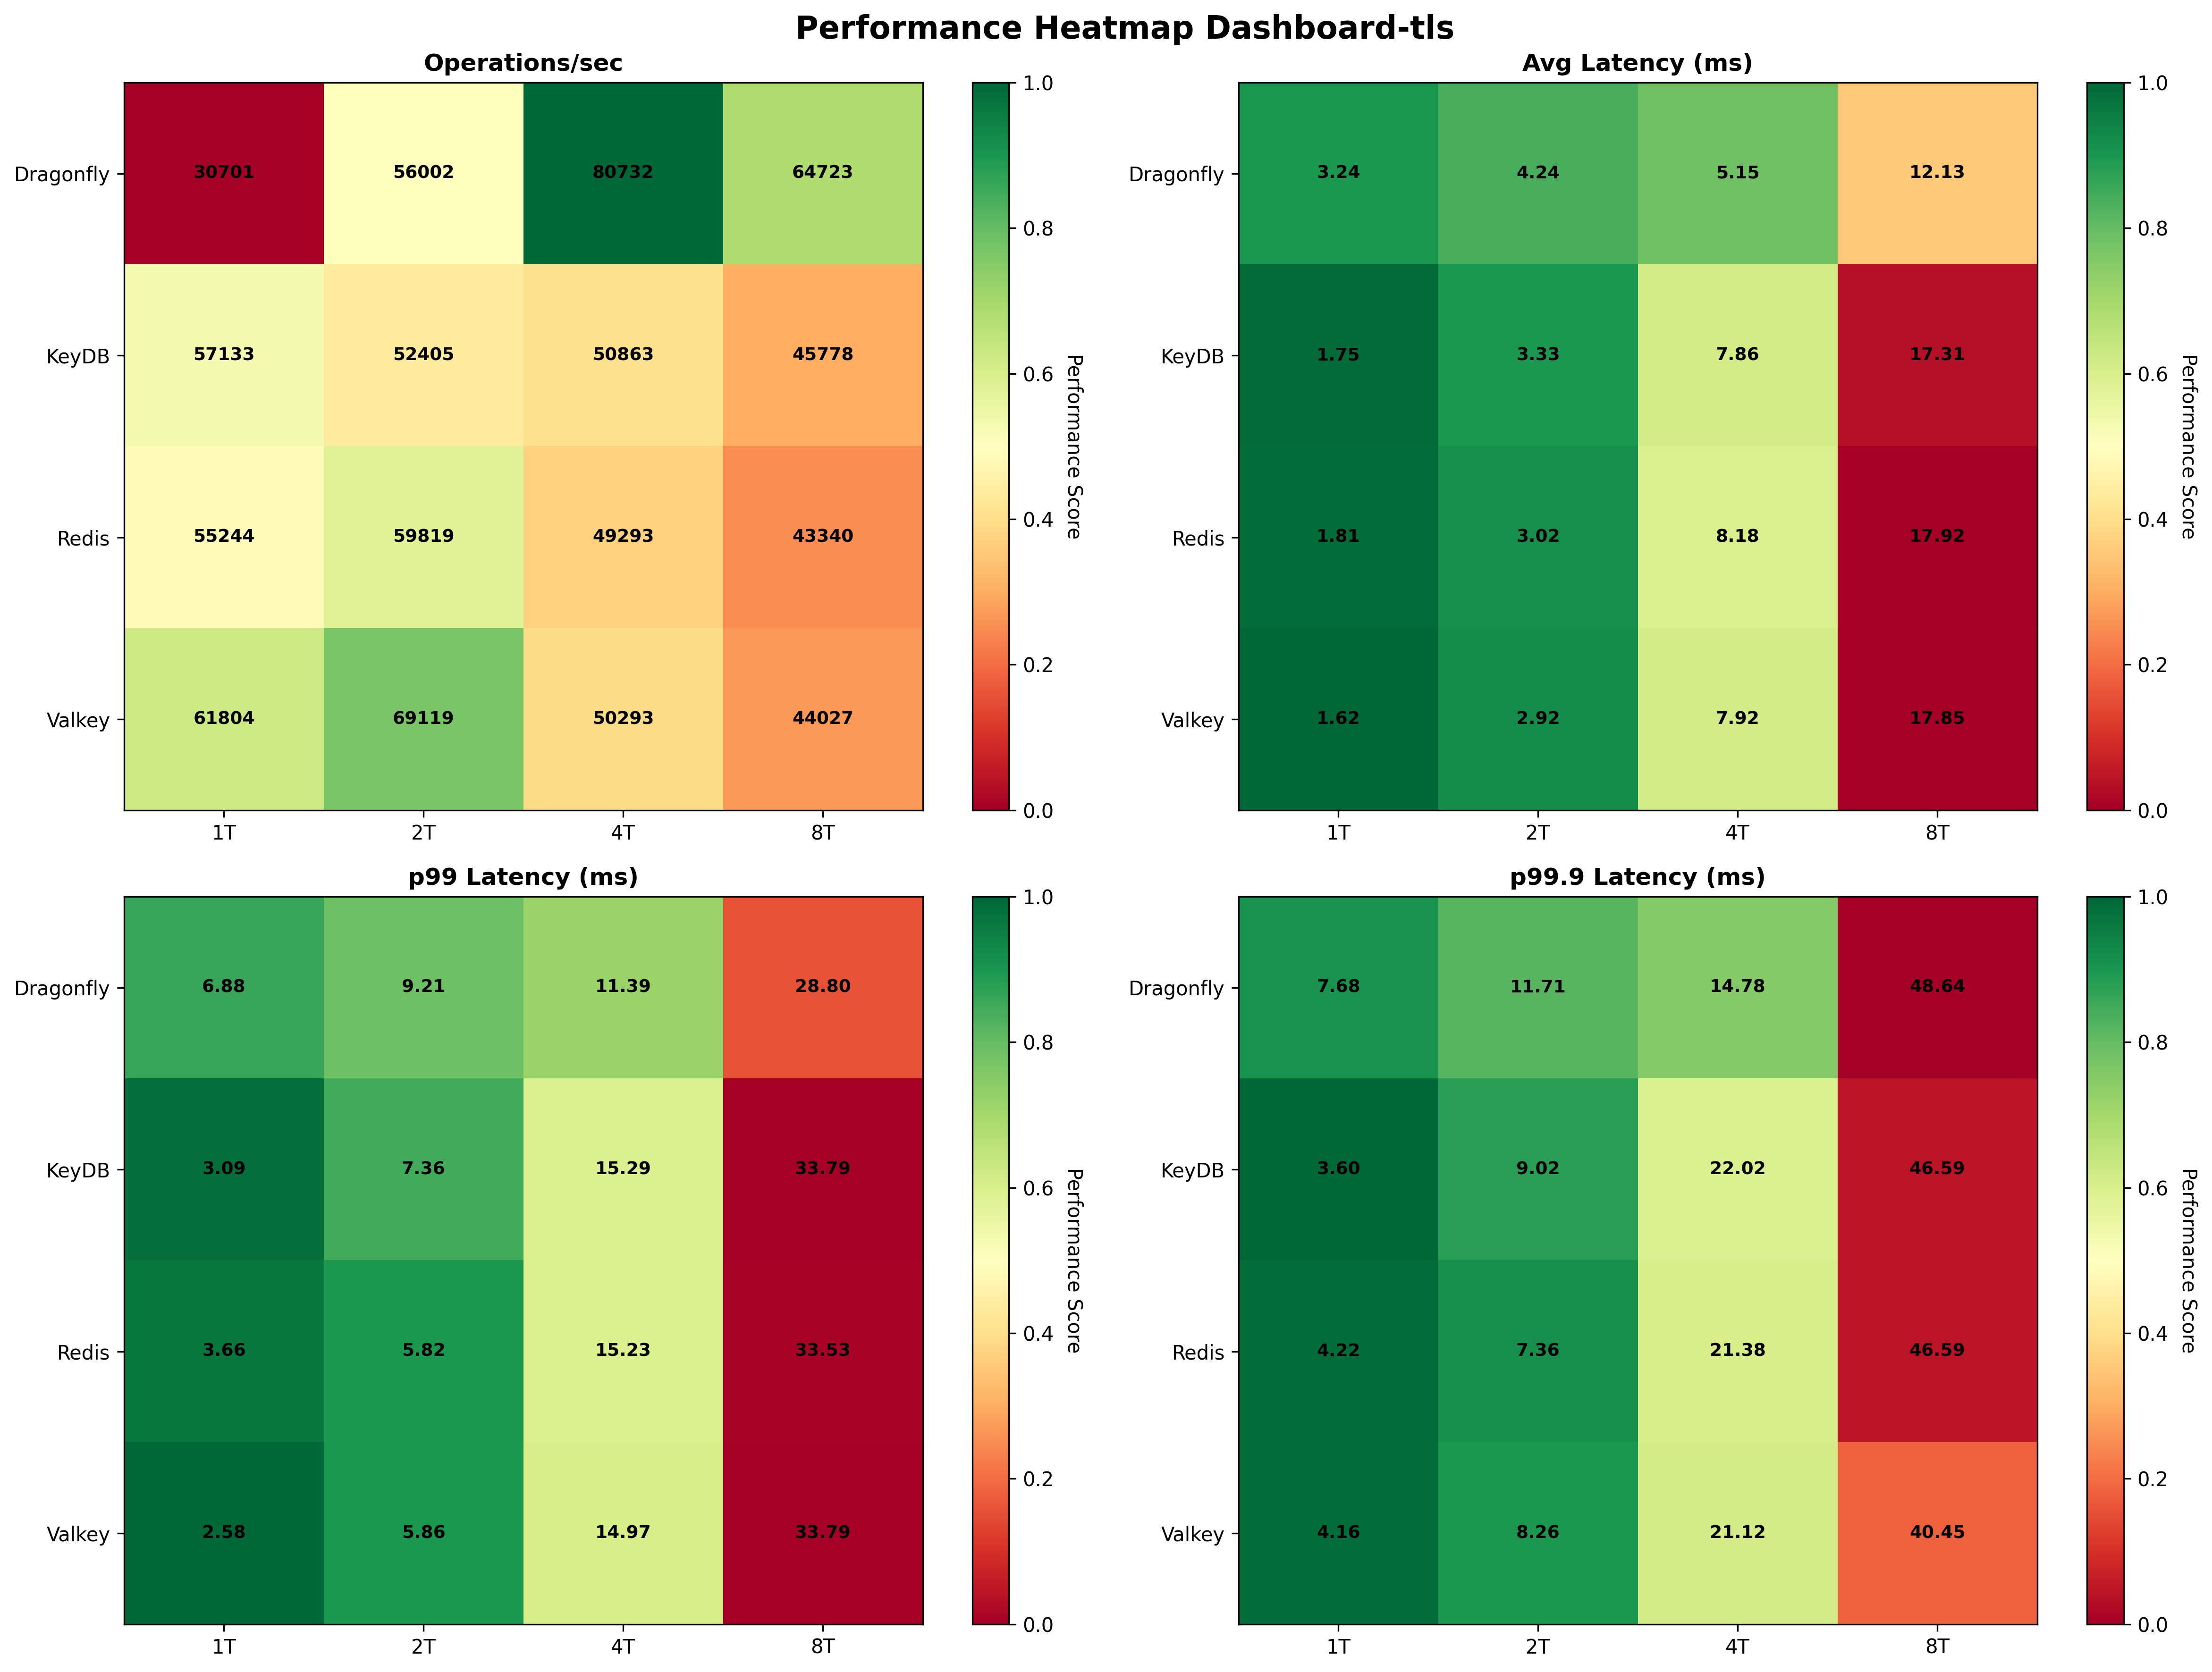 Performance Heatmap Dashboard-tls
Operations/sec
Dragonfly 30701 56002 80732 64723
KeyDB 57133 52405 50863 45778
Redis 55244 59819 49293 43340
Valkey 61804 69119 50293 44027
1T 2T 4T 8T
1.0
0.8
0.6
0.4
0.2
0.0
Performance Score
Avg Latency (ms)
Dragonfly 3.24 4.24 5.15 12.13
KeyDB 1.75 3.33 7.86 17.31
Redis 1.81 3.02 8.18 17.92
Valkey 1.62 2.92 7.92 17.85
1T 2T 4T 8T
1.0
0.8
0.6
0.4
0.2
0.0
Performance Score
p99 Latency (ms)
Dragonfly 6.88 9.21 11.39 28.80
KeyDB 3.09 7.36 15.29 33.79
Redis 3.66 5.82 15.23 33.53
Valkey 2.58 5.86 14.97 33.79
1T 2T 4T 8T
1.0
0.8
0.6
0.4
0.2
0.0
Performance Score
p99.9 Latency (ms)
Dragonfly 7.68 11.71 14.78 48.64
KeyDB 3.60 9.02 22.02 46.59
Redis 4.22 7.36 21.38 46.59
Valkey 4.16 8.26 21.12 40.45
1T 2T 4T 8T
1.0
0.8
0.6
0.4
0.2
0.0
Performance Score